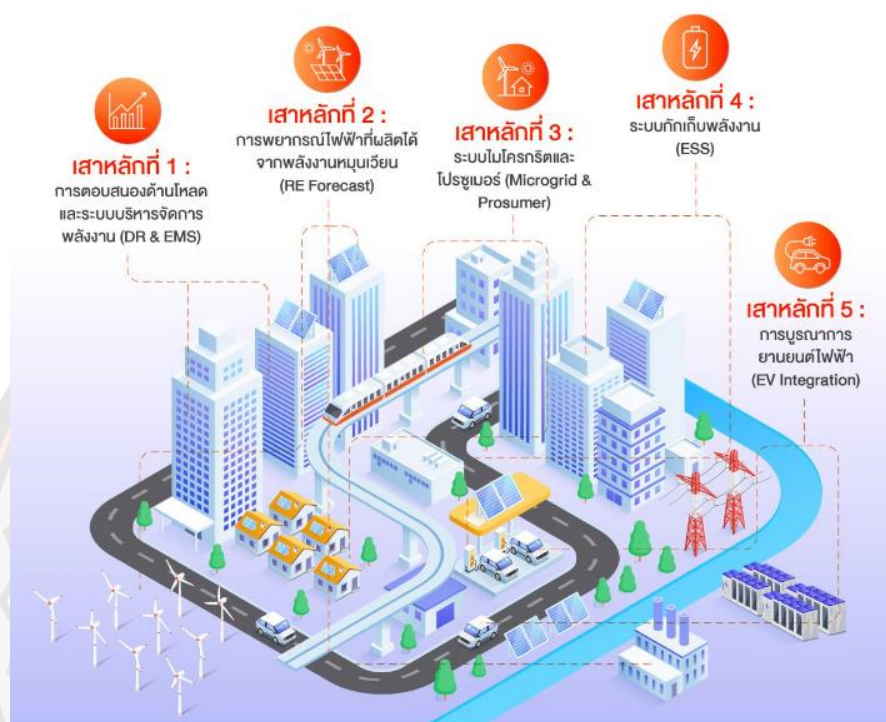 เสาหลักที่ 1 :
การตอบสนองด้านโหลด
และระบบบริหารจัดการ
พลังงาน (DR & EMS)
เสาหลักที่ 2 :
การพยากรณ์ไฟฟ้าที่ผลิตได้
จากพลังงานหมุนเวียน
(RE Forecast)
เสาหลักที่ 3 :
ระบบไมโครกริดและ
โปรซูเมอร์ (Microgrid &
Prosumer)
เสาหลักที่ 4 :
ระบบกักเก็บพลังงาน
(ESS)
เสาหลักที่ 5 :
การบูรณาการ
ยานยนต์ไฟฟ้า
(EV Integration)